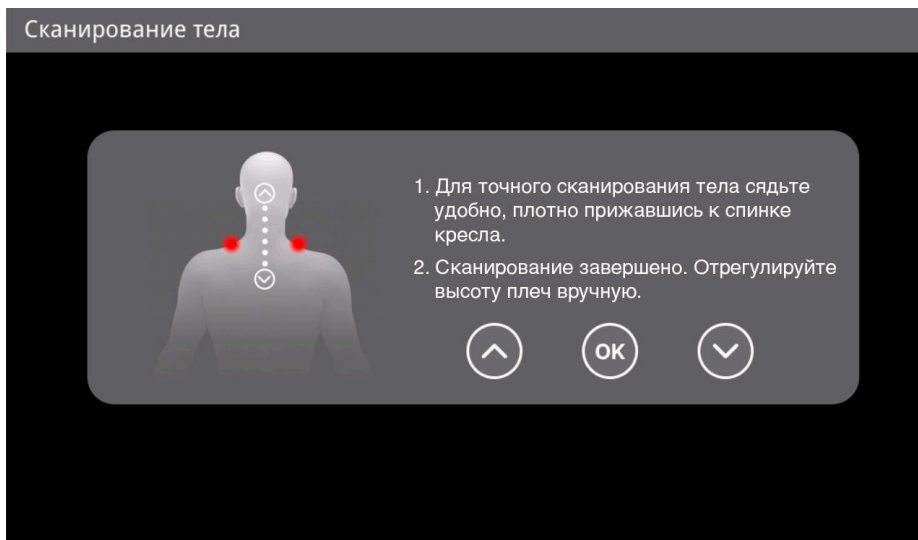 Сканирование тела
1. Для точного сканирования тела сядьте
удобно, плотно прижавшись к спинке
кресла.
2. Сканирование завершено. Отрегулируйте
высоту плеч вручную.
OK